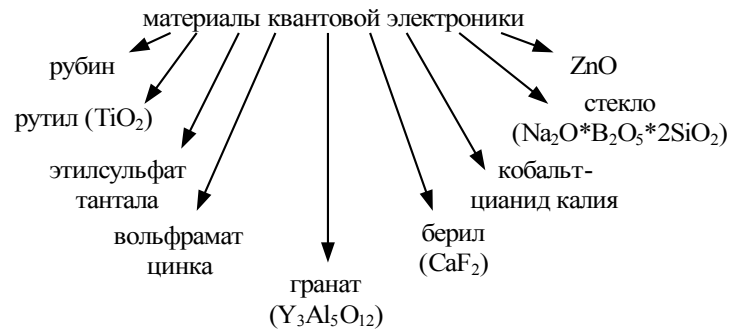 материалы квантовой электроники
рубин
рутил (TiO₂)
этилсульфат
тантала
вольфрамат
цинка
гранат
(Y₃Al₅O₁₂)
берил
(CaF₂)
кобальт-
цианид калия
стекло
(Na₂O*B₂O₅*2SiO₂)
ZnO